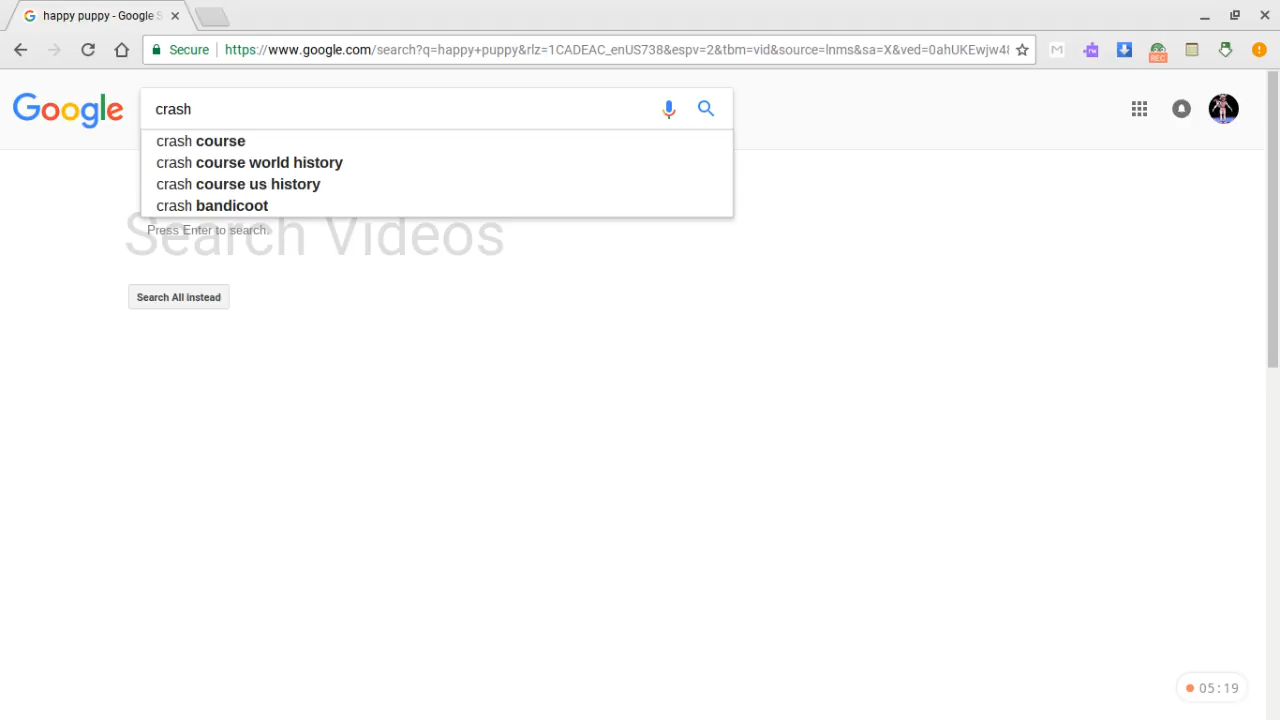 happy puppy - Google S
Secure
https://www.google.com/search?q=happy+puppy&rlz=1CADEAC_enUS738&espv=2&tbm=vid&source=lnms&sa=X&ved=0ahUKEwjw4
REC
Google
crash
crash course
crash course world history
crash course us history
crash bandicoot
Press Enter to search.
Search Videos
Search All instead
05:19